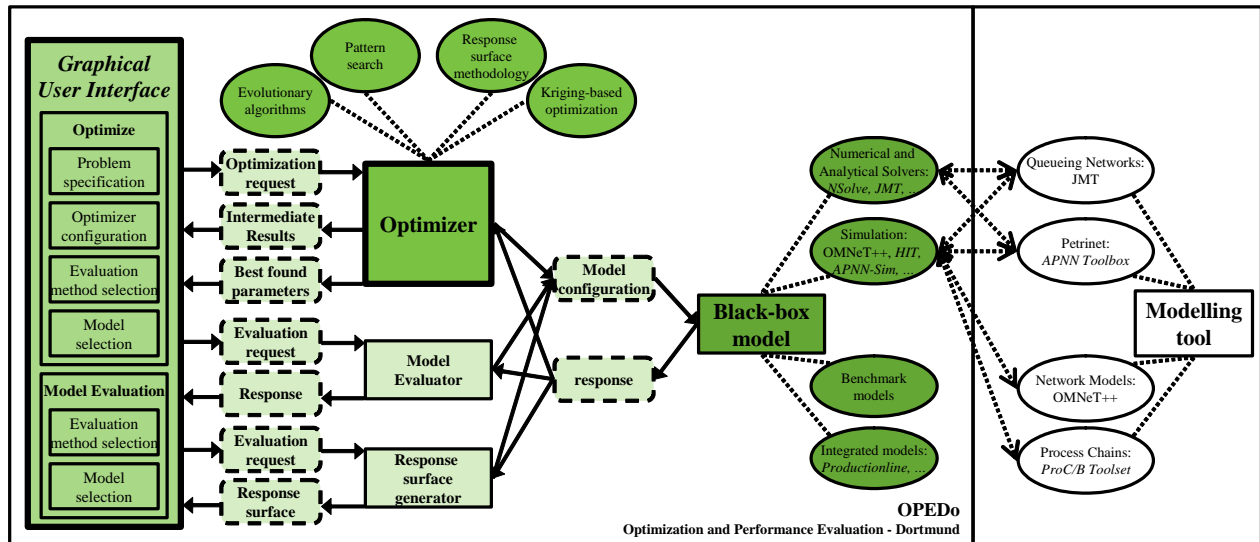 Graphical
User Interface
Optimize
Problem
specification
Optimizer
configuration
Evaluation
method selection
Model
selection
Model Evaluation
Evaluation
method selection
Model
selection
Evolutionary
algorithms
Pattern
search
Response
surface
methodology
Kriging-based
optimization
Optimization
request
Intermediate
Results
Best found
parameters
Evaluation
request
Response
Evaluation
request
Response
surface
Optimizer
Model
Evaluator
Response
surface
generator
Model
configuration
response
Black-box
model
Numerical and
Analytical Solvers:
NSolve, JMT, ..
Simulation:
OMNeT++, HIT,
APNN-Sim, ...
Benchmark
models
Integrated models:
Productionline, ...
OPEDo
Optimization and Performance Evaluation - Dortmund
Queueing Networks:
JMT
Petrinet:
APNN Toolbox
Network Models:
OMNeT++
Process Chains:
ProC/B Toolset
Modelling
tool